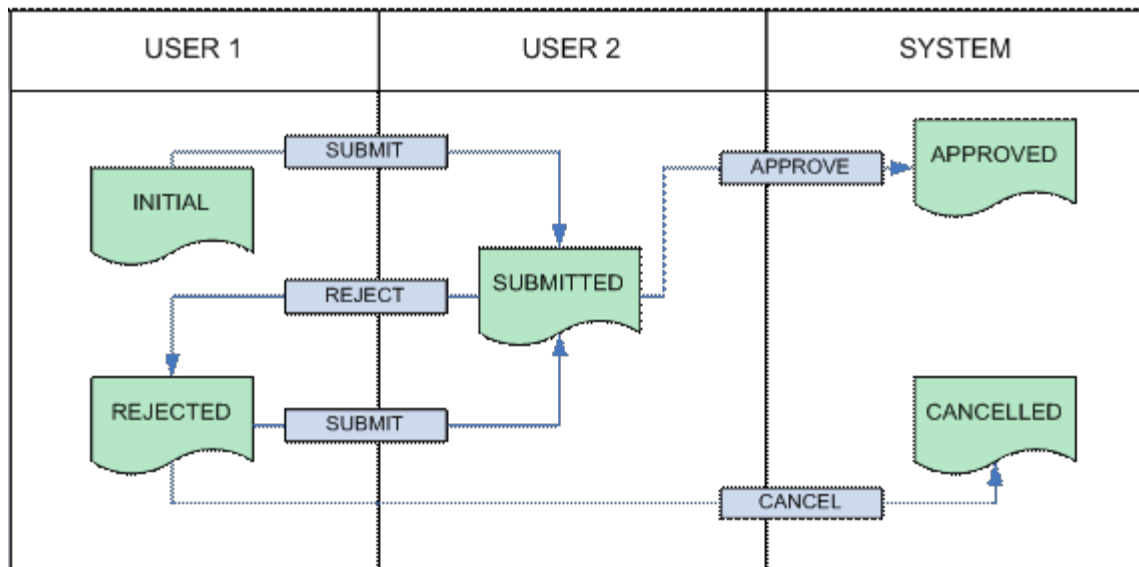 USER 1
USER 2
SYSTEM
SUBMIT
APPROVE
APPROVED
INITIAL
REJECT
SUBMITTED
REJECTED
SUBMIT
CANCELLED
CANCEL